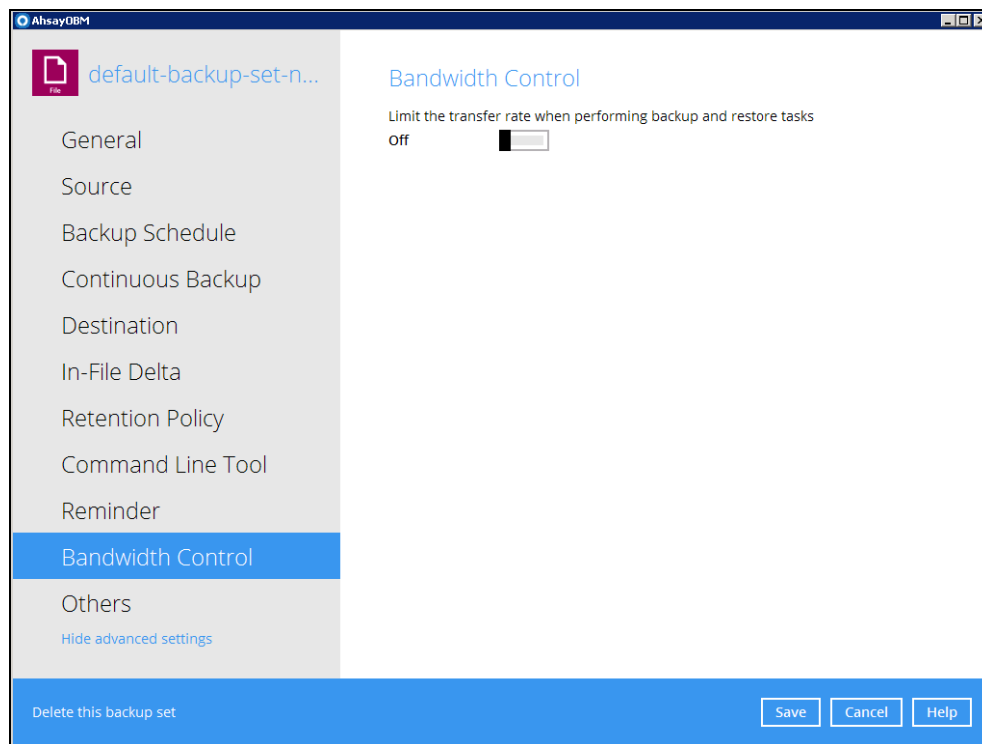 AhsayOBM
File
default-backup-set-n...
General
Source
Backup Schedule
Continuous Backup
Destination
In-File Delta
Retention Policy
Command Line Tool
Reminder
Bandwidth Control
Others
Hide advanced settings
Bandwidth Control
Limit the transfer rate when performing backup and restore tasks
Off
Delete this backup set
Save Cancel Help